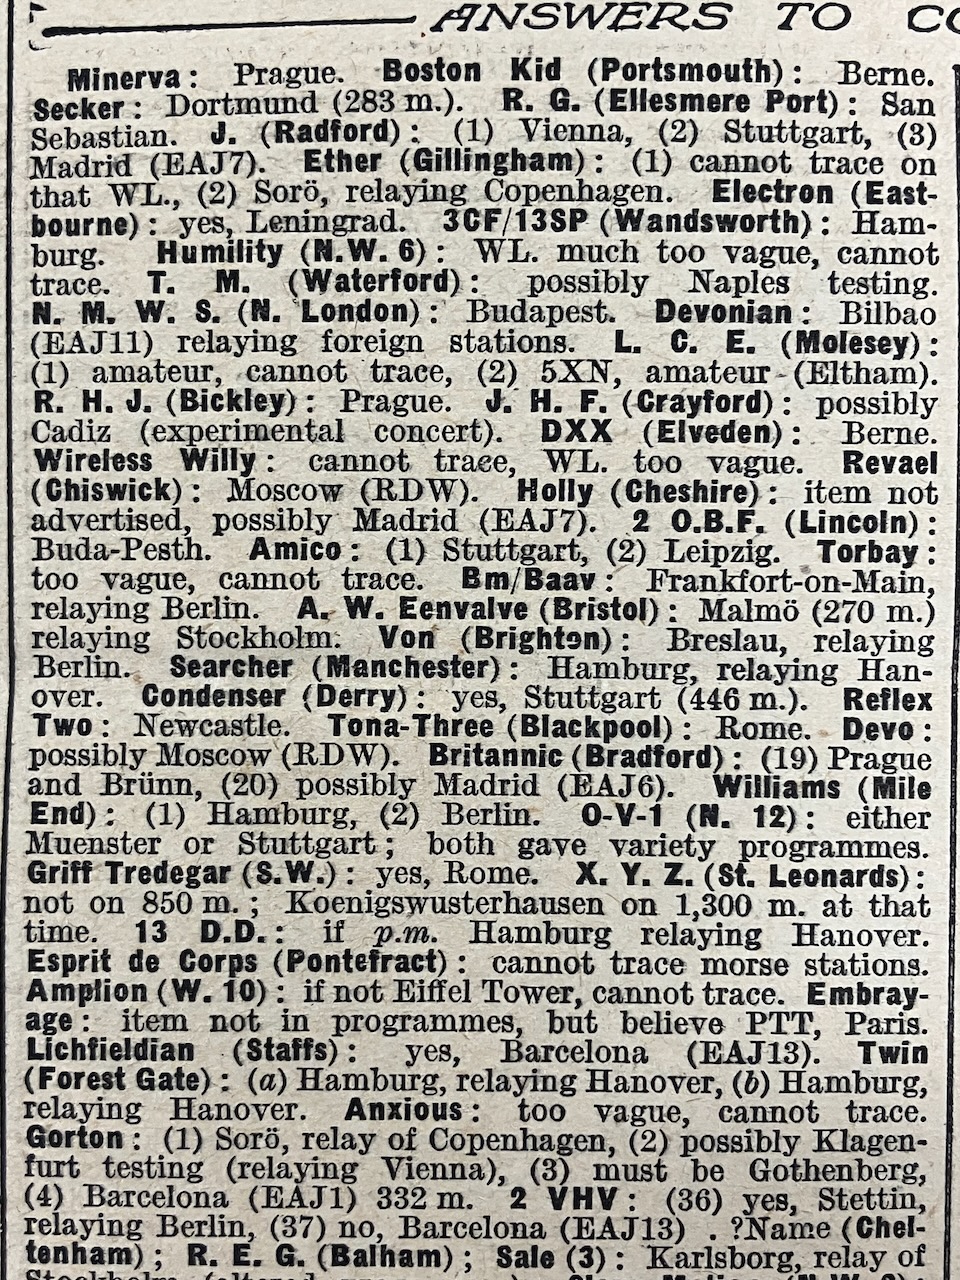 ANSWERS TO
Minerva: Prague. Boston Kid (Portsmouth): Berne.
Secker: Dortmund (283 m.). R. G. (Ellesmere Port): San
Sebastian. J. (Radford): (1) Vienna, (2) Stuttgart, (3)
Madrid (EAJ7). Ether (Gillingham): (1) cannot trace on
that WL., (2) Sorö, relaying Copenhagen. Electron (East-
bourne): yes, Leningrad. 3CF/13SP (Wandsworth): Ham-
burg. Humility (N.W. 6): WL. much too vague, cannot
trace. T. M. (Waterford): possibly Naples testing.
N. M. W. S. (N. London): Budapest. Devonian: Bilbao
(EAJ11) relaying foreign stations. L. C. E. (Molesey):
(1) amateur, cannot trace, (2) 5XN, amateur (Eltham).
R. H. J. (Bickley): Prague. J. H. F. (Crayford): possibly
Cadiz (experimental concert). DXX (Elveden): Berne.
Wireless Willy: cannot trace, WL. too vague. Revael
(Chiswick): Moscow (RDW). Holly (Cheshire): item not
advertised, possibly Madrid (EAJ7). 2 O.B.F. (Lincoln):
Buda-Pesth. Amico: (1) Stuttgart, (2) Leipzig. Torbay:
too vague, cannot trace. Bm/Baav: Frankfort-on-Main,
relaying Berlin. A. W. Eenvalve (Bristol): Malmö (270 m.)
relaying Stockholm. Von (Brighton): Breslau, relaying
Berlin. Searcher (Manchester): Hamburg, relaying Han-
over. Condenser (Derry): yes, Stuttgart (446 m.). Reflex
Two: Newcastle. Tona-Three (Blackpool): Rome. Devo:
possibly Moscow (RDW). Britannic (Bradford): (19) Prague
and Brünn, (20) possibly Madrid (EAJ6). Williams (Mile
End): (1) Hamburg, (2) Berlin. O-V-1 (N. 12): either
Muenster or Stuttgart; both gave variety programmes.
Griff Tredegar (S.W.): yes, Rome. X. Y. Z. (St. Leonards):
not on 850 m.; Koenigswusterhausen on 1,300 m. at that
time. 13 D.D.: if p.m. Hamburg relaying Hanover.
Esprit de Corps (Pontefract): cannot trace morse stations.
Amplion (W. 10): if not Eiffel Tower, cannot trace. Embray-
age: item not in programmes, but believe PTT, Paris.
Lichfieldian (Staffs): yes, Barcelona (EAJ13). Twin
(Forest Gate): (a) Hamburg, relaying Hanover, (b) Hamburg,
relaying Hanover. Anxious: too vague, cannot trace.
Gorton: (1) Sorö, relay of Copenhagen, (2) possibly Klagen-
furt testing (relaying Vienna), (3) must be Gothenberg,
(4) Barcelona (EAJ1) 332 m. 2 VHV: (36) yes, Stettin,
relaying Berlin, (37) no, Barcelona (EAJ13) . ?Name (Chel-
tenham); R. E. G. (Balham); Sale (3): Karlsborg, relay of